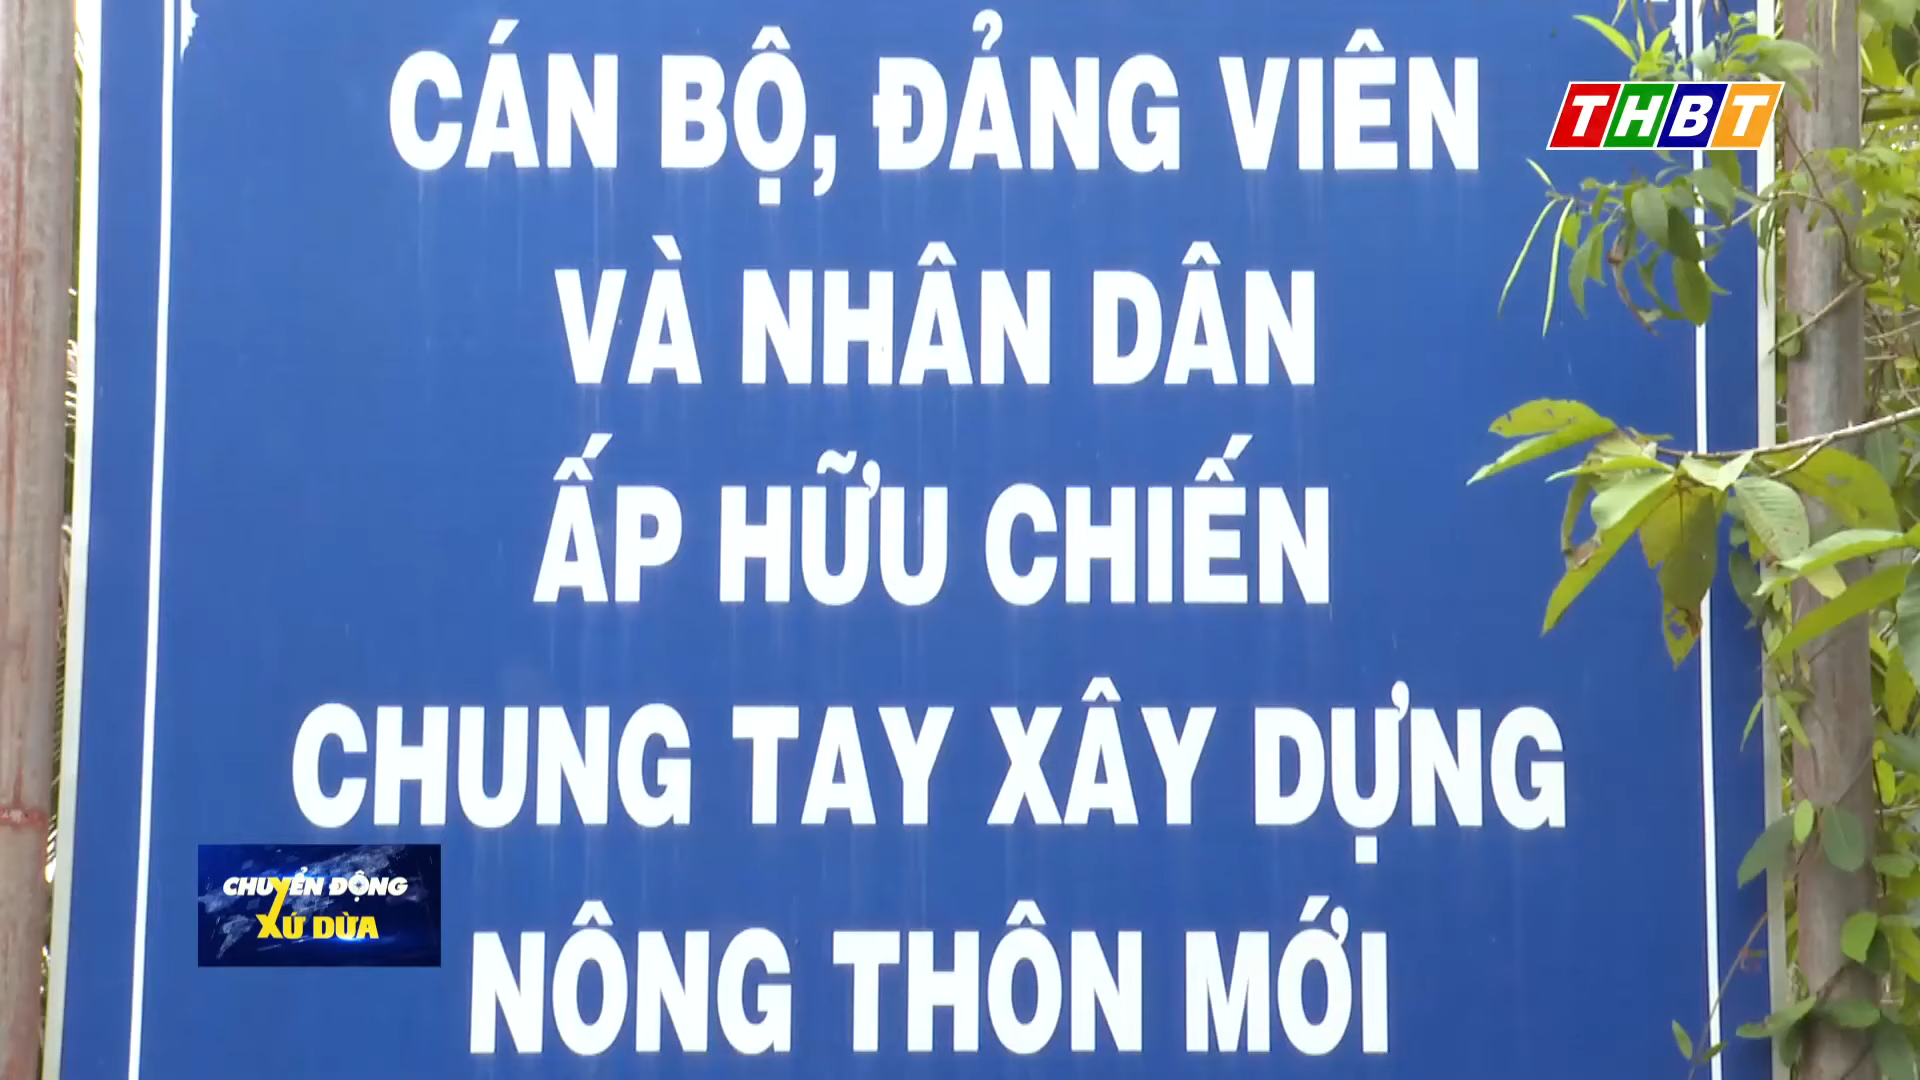 CÁN BỘ, ĐẢNG VIÊN
THBT
VÀ NHÂN DÂN
ẤP HỮU CHIẾN
CHUNG TAY XÂY DỰNG
CHUYỂN ĐỘNG
XỨ DỪA
NÔNG THÔN MỚI